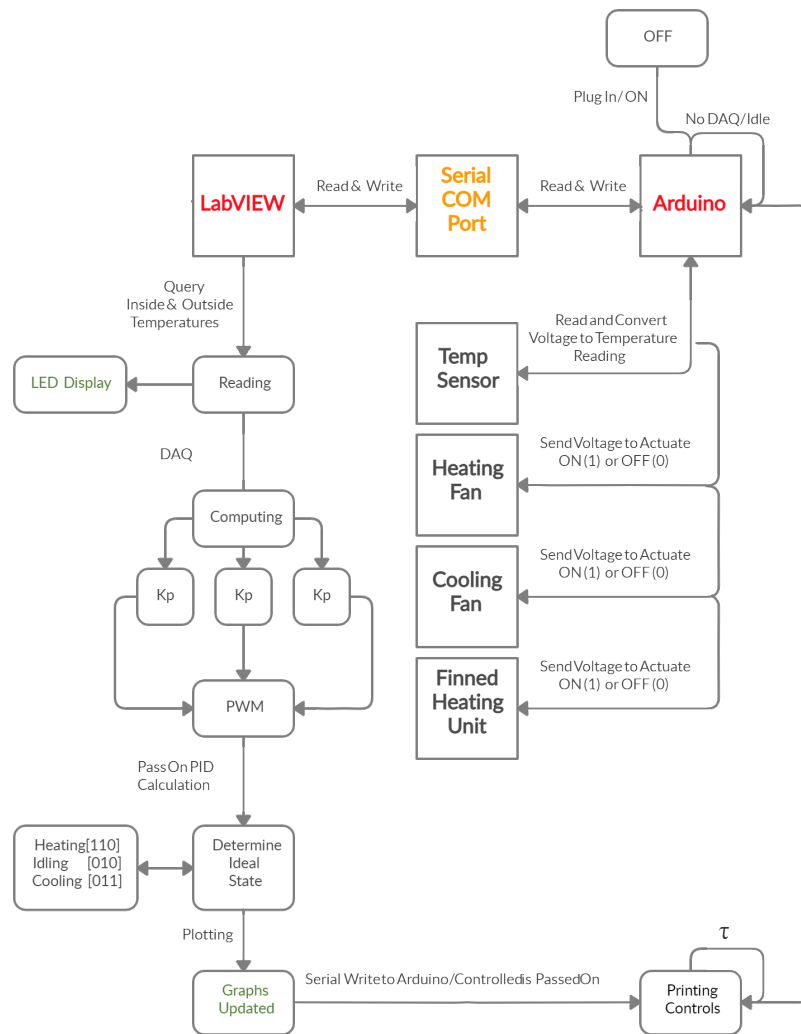 OFF
Plug In/ON
No DAQ/Idle
LabVIEW
Read & Write
Serial
COM
Port
Read & Write
Arduino
Query
Inside & Outside
Temperatures
Read and Convert
Voltage to Temperature
Reading
Temp
Sensor
LED Display
Reading
DAQ
Send Voltage to Actuate
ON (1) or OFF (0)
Heating
Fan
Computing
Kp
Kp
Kp
Send Voltage to Actuate
ON (1) or OFF (0)
Cooling
Fan
Send Voltage to Actuate
ON (1) or OFF (0)
Finned
Heating
Unit
PWM
Pass On PID
Calculation
Heating[110]
Idling [010]
Cooling [011]
Determine
Ideal
State
Plotting
τ
Graphs
Updated
Serial Write to Arduino/Controlled is Passed On
Printing
Controls